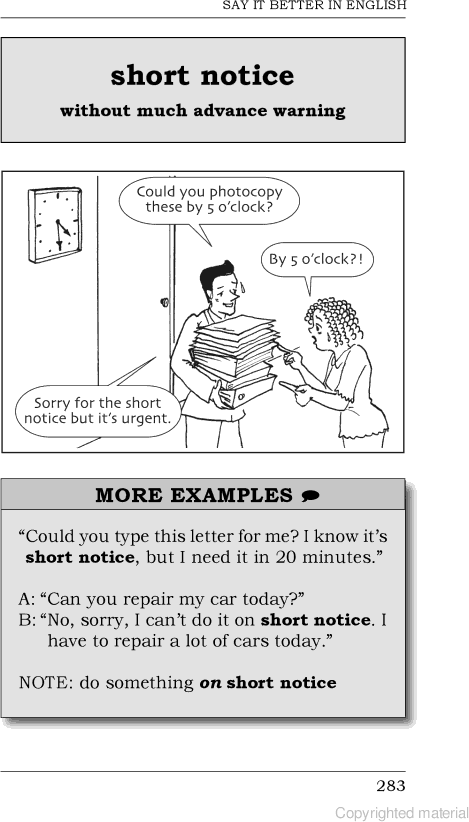 SAY IT BETTER IN ENGLISH
short notice
without much advance warning
Could you photocopy
these by 5 o'clock?
By 5 o'clock?!
Sorry for the short
notice but it's urgent.
MORE EXAMPLES
“Could you type this letter for me? I know it’s
short notice, but I need it in 20 minutes.”
A: “Can you repair my car today?”
B: “No, sorry, I can’t do it on short notice. I
have to repair a lot of cars today.”
NOTE: do something on short notice
283
Copyrighted material